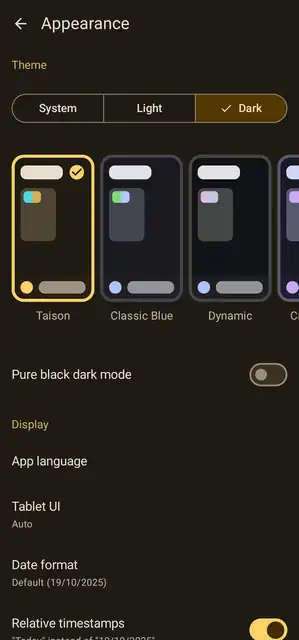 Appearance
Theme
System
Light
Dark
Taison
Classic Blue
Dynamic
Pure black dark mode
Display
App language
Tablet UI
Auto
Date format
Default (19/10/2025)
Relative timestamps